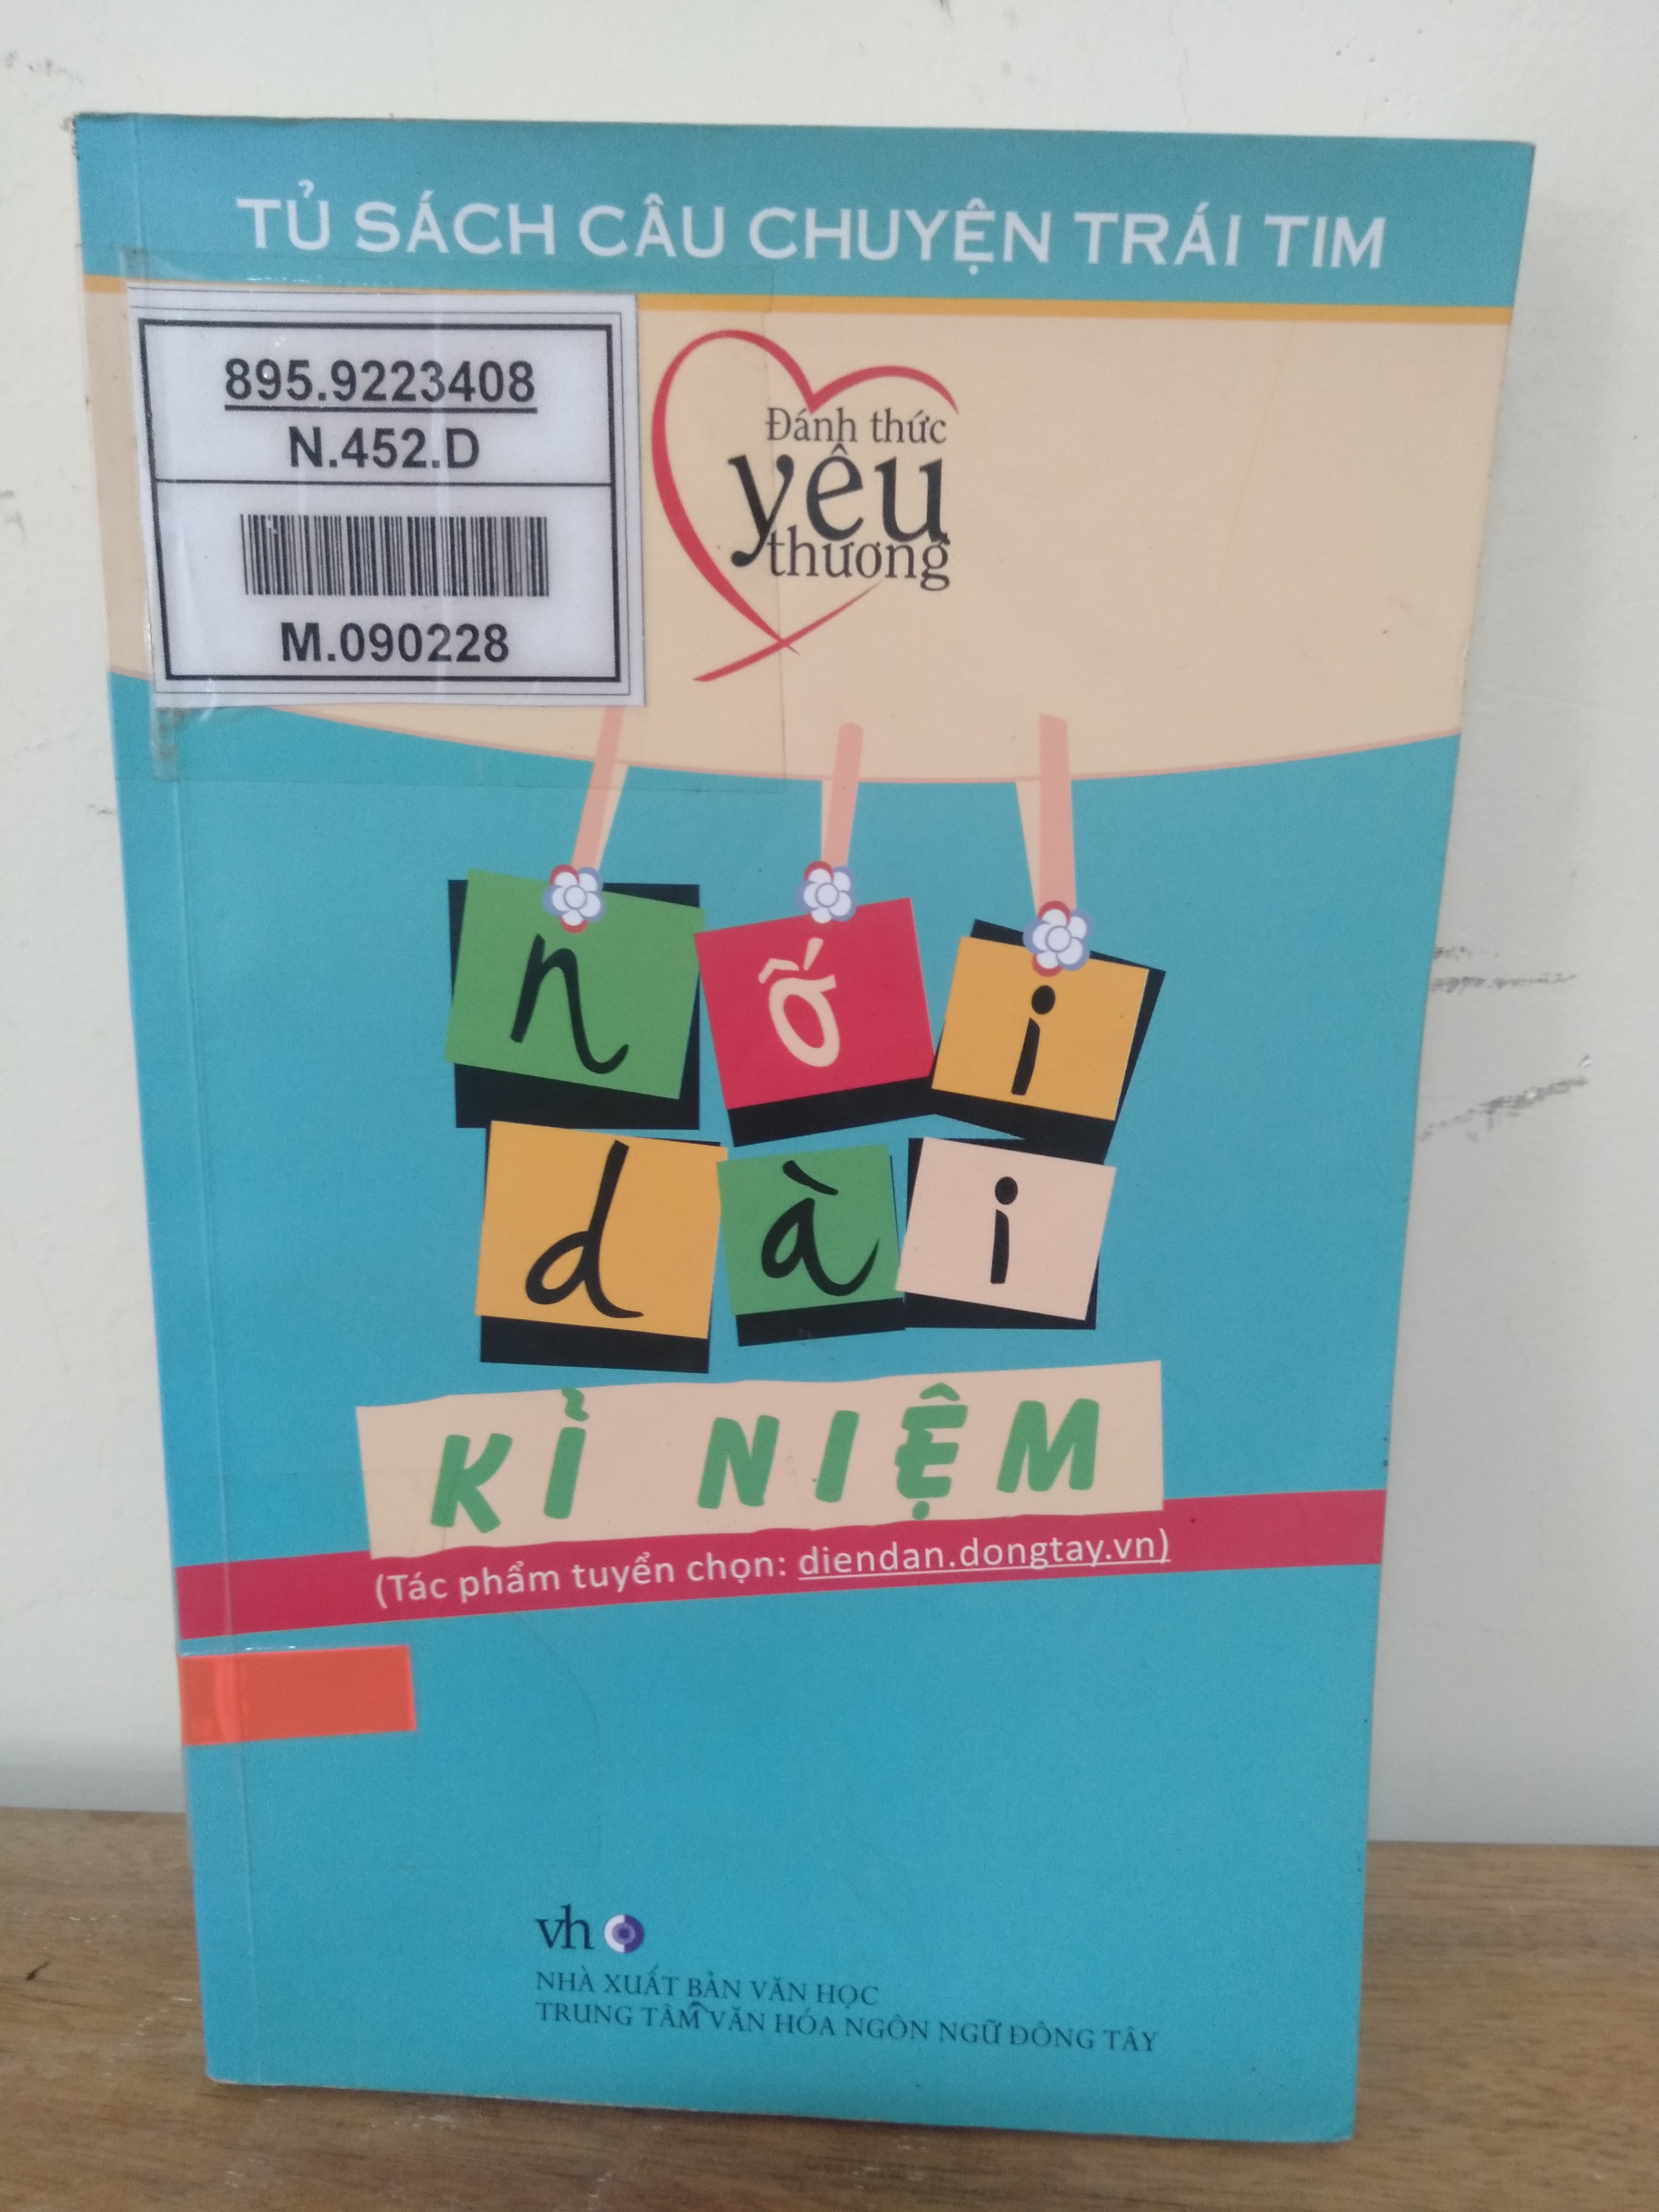 TỦ SÁCH CÂU CHUYỆN TRÁI TIM
895.9223408
N.452.D
M.090228
Đánh thức
yêu
thương
nối
dài
KỈ NIỆM
(Tác phẩm tuyển chọn: diendan.dongtay.vn)
vh
NHÀ XUẤT BẢN VĂN HỌC
TRUNG TÂM VĂN HÓA NGÔN NGỮ ĐÔNG TÂY